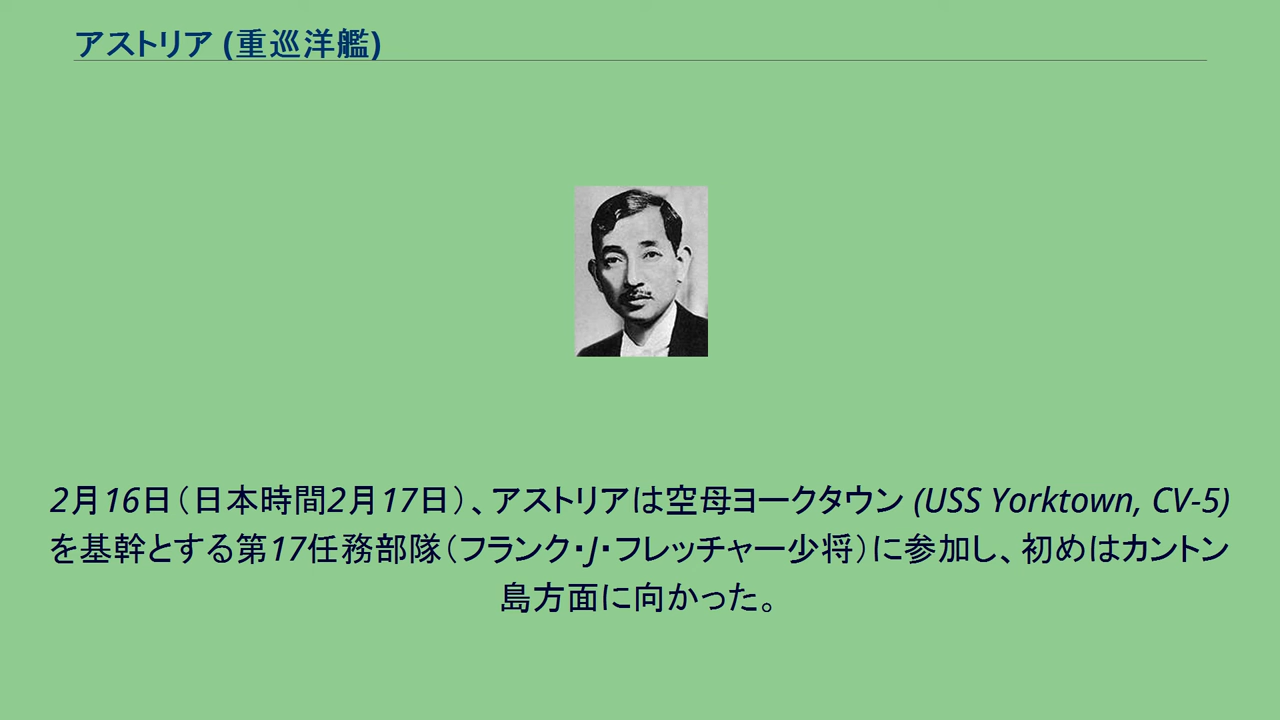 アストリア (重巡洋艦)
2月16日（日本時間2月17日）、アストリアは空母ヨークタウン (USS Yorktown, CV-5)
を基幹とする第17任務部隊（フランク・J・フレッチャー少将）に参加し、初めはカントン
島方面に向かった。